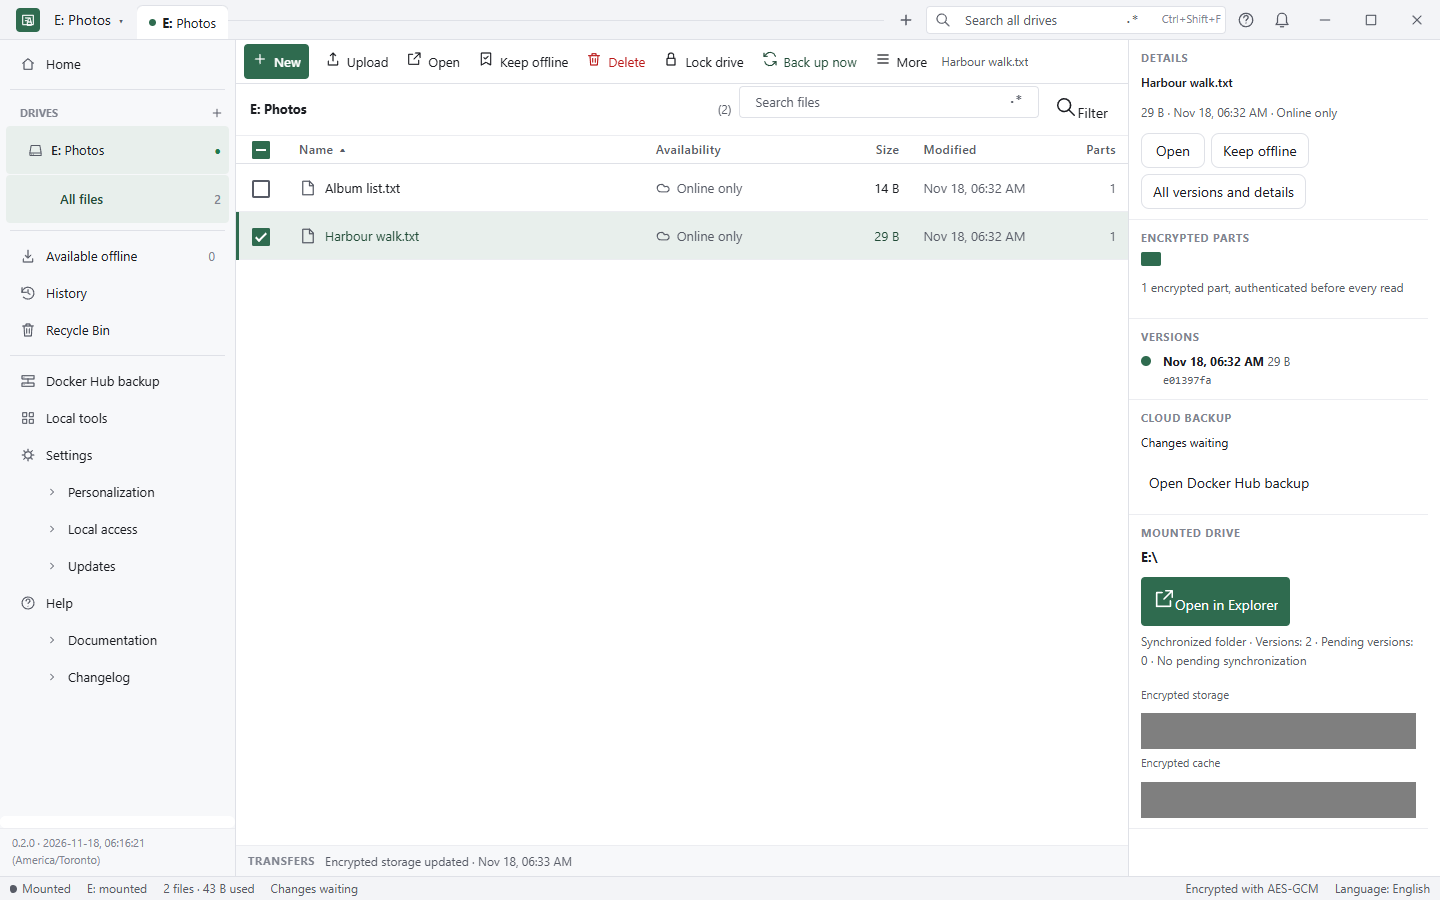 E: Photos
E: Photos
Search all drives
.*
Ctrl+Shift+F
Home
DRIVES
E: Photos
All files
2
Available offline
0
History
Recycle Bin
Docker Hub backup
Local tools
Settings
Personalization
Local access
Updates
Help
Documentation
Changelog
0.2.0 · 2026-11-18, 06:16:21
(America/Toronto)
New
Upload
Open
Keep offline
Delete
Lock drive
Back up now
More
Harbour walk.txt
E: Photos
(2)
Search files
.*
Filter
Name
Availability
Size
Modified
Parts
Album list.txt
Online only
14 B
Nov 18, 06:32 AM
1
Harbour walk.txt
Online only
29 B
Nov 18, 06:32 AM
1
TRANSFERS
Encrypted storage updated · Nov 18, 06:33 AM
DETAILS
Harbour walk.txt
29 B · Nov 18, 06:32 AM · Online only
Open
Keep offline
All versions and details
ENCRYPTED PARTS
1 encrypted part, authenticated before every read
VERSIONS
Nov 18, 06:32 AM 29 B
e01397fa
CLOUD BACKUP
Changes waiting
Open Docker Hub backup
MOUNTED DRIVE
E:\
Open in Explorer
Synchronized folder · Versions: 2 · Pending versions:
0 · No pending synchronization
Encrypted storage
Encrypted cache
Mounted
E: mounted
2 files · 43 B used
Changes waiting
Encrypted with AES-GCM
Language: English